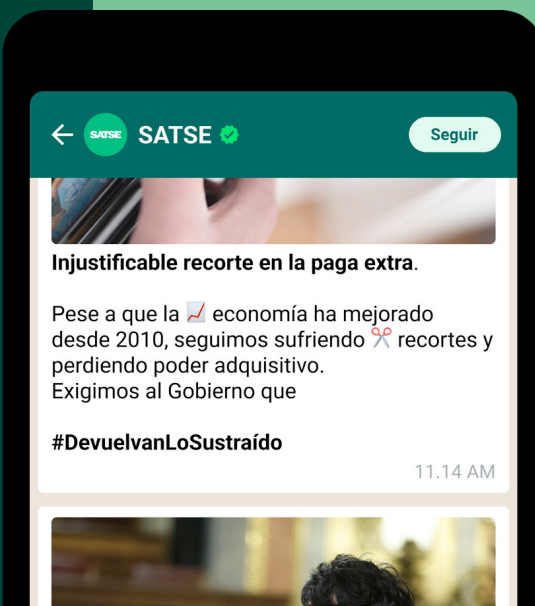 SATSE
SATSE
Seguir
Injustificable recorte en la paga extra.
Pese a que la 📈 economía ha mejorado
desde 2010, seguimos sufriendo ✂️ recortes y
perdiendo poder adquisitivo.
Exigimos al Gobierno que
#DevuelvanLoSustraído
11.14 AM